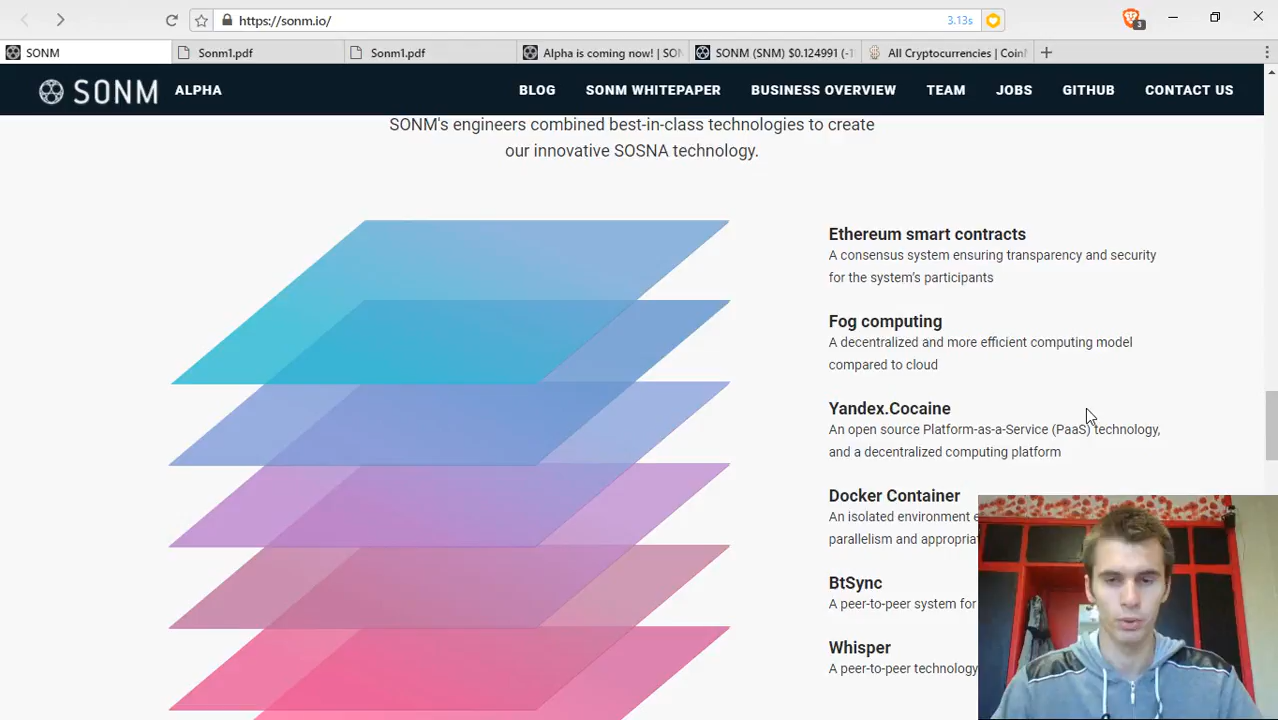 https://sonm.io/
3.13s
3
SONM
Sonm1.pdf
Sonm1.pdf
Alpha is coming now! | SO
SONM (SNM) $0.124991 (-1
All Cryptocurrencies | Coin
SONM
ALPHA
BLOG
SONM WHITEPAPER
BUSINESS OVERVIEW
TEAM
JOBS
GITHUB
CONTACT US
SONM's engineers combined best-in-class technologies to create
our innovative SOSNA technology.
Ethereum smart contracts
A consensus system ensuring transparency and security
for the system's participants
Fog computing
A decentralized and more efficient computing model
compared to cloud
Yandex.Cocaine
An open source Platform-as-a-Service (PaaS) technology,
and a decentralized computing platform
Docker Container
An isolated environment e
parallelism and appropria
BtSync
A peer-to-peer system for
Whisper
A peer-to-peer technology